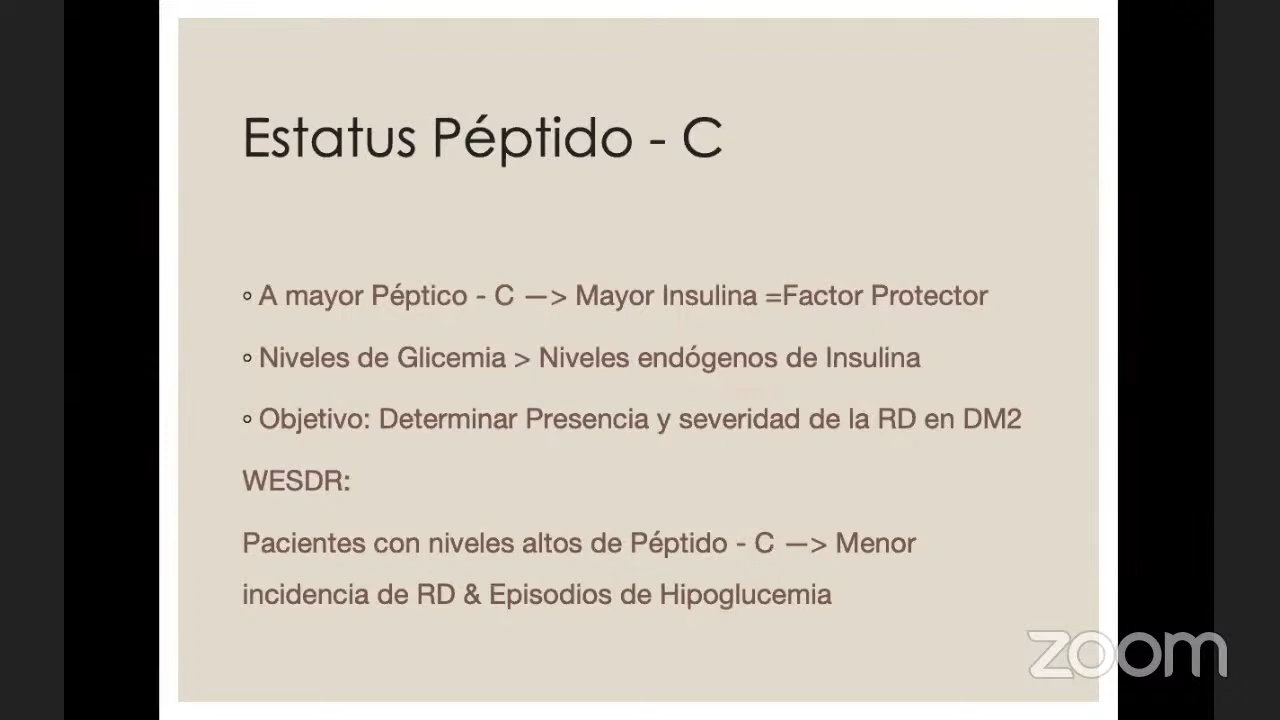 Estatus Péptido - C
◦ A mayor Péptico - C —> Mayor Insulina =Factor Protector
◦ Niveles de Glicemia > Niveles endógenos de Insulina
◦ Objetivo: Determinar Presencia y severidad de la RD en DM2
WESDR:
Pacientes con niveles altos de Péptido - C —> Menor
incidencia de RD & Episodios de Hipoglucemia
zoom